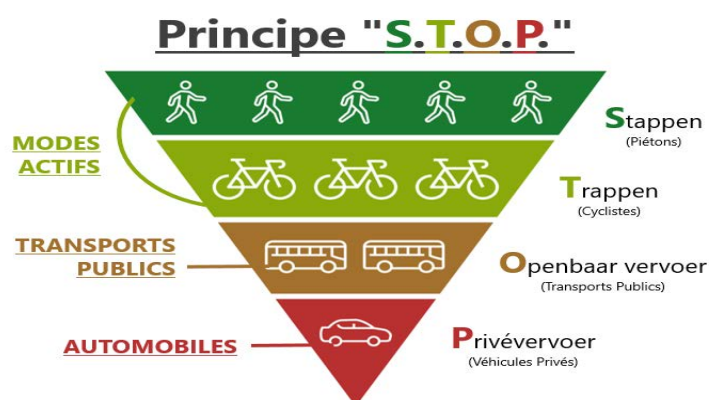 Principe "S.T.O.P."
MODES
ACTIFS
Stappen
(Piétons)
Trappen
(Cyclistes)
TRANSPORTS
PUBLICS
Openbaar vervoer
(Transports Publics)
AUTOMOBILES
Privévervoer
(Véhicules Privés)